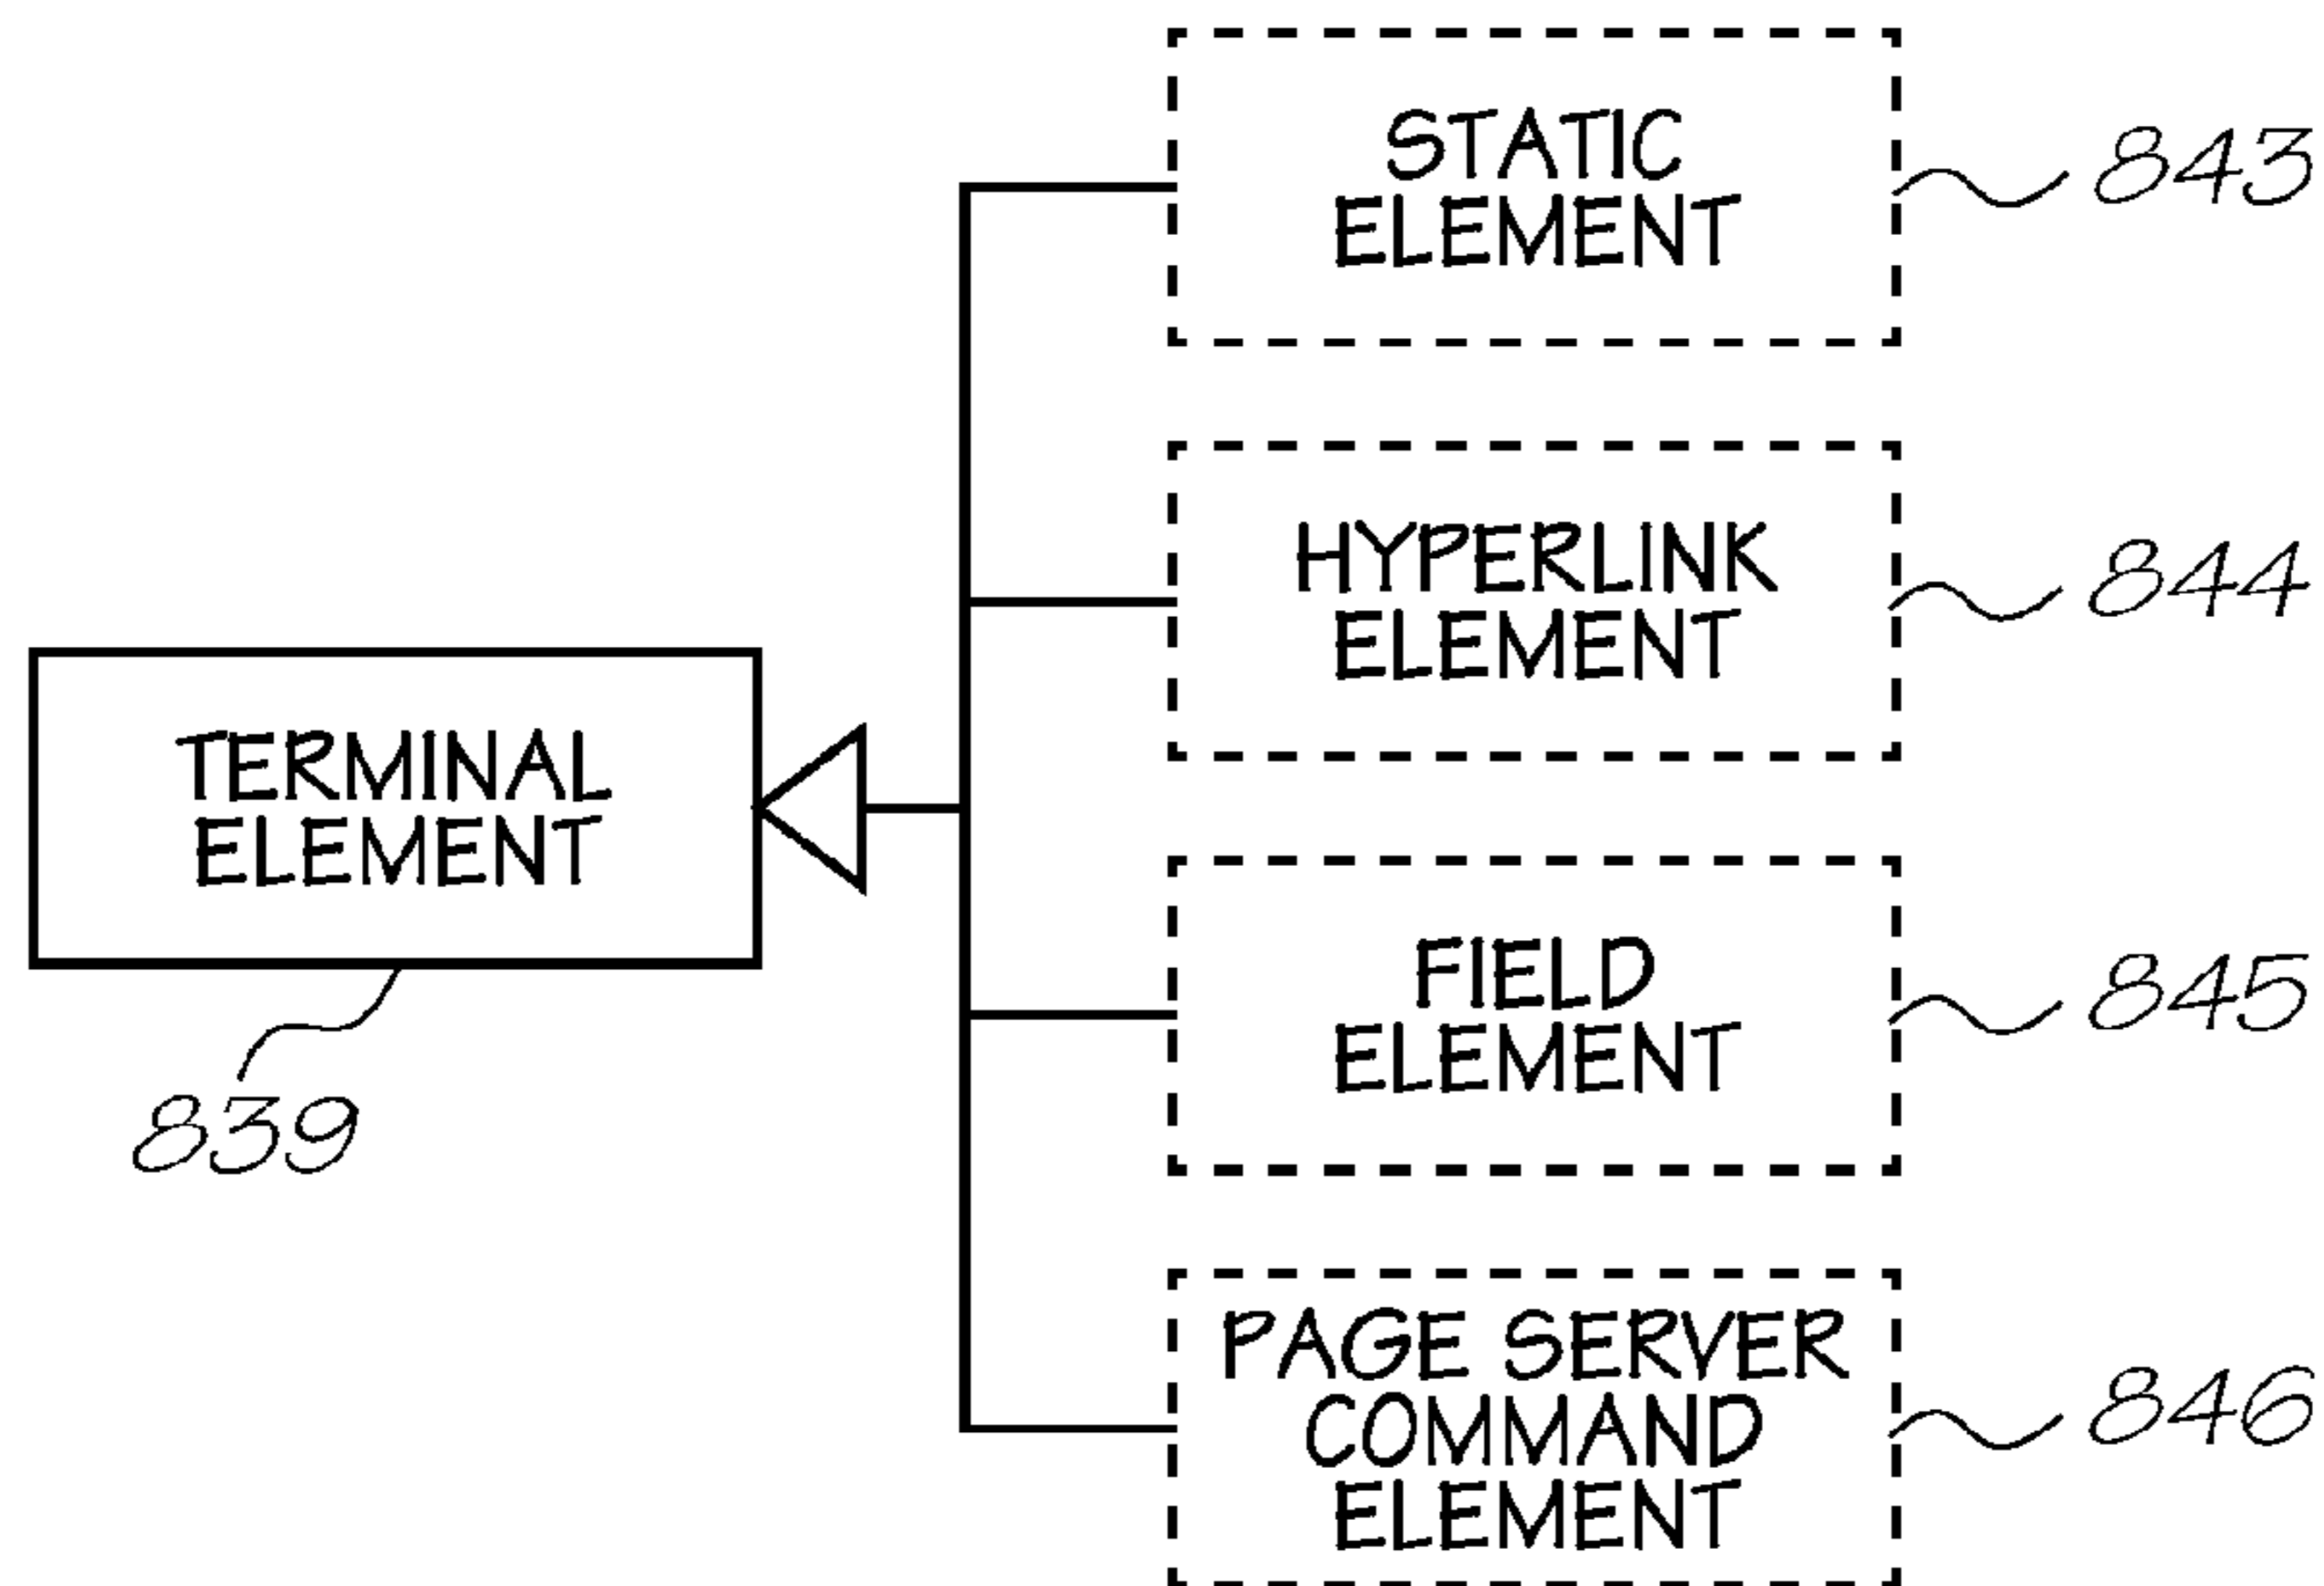 STATIC
ELEMENT
843
HYPERLINK
ELEMENT
844
TERMINAL
ELEMENT
839
FIELD
ELEMENT
845
PAGE SERVER
COMMAND
ELEMENT
846